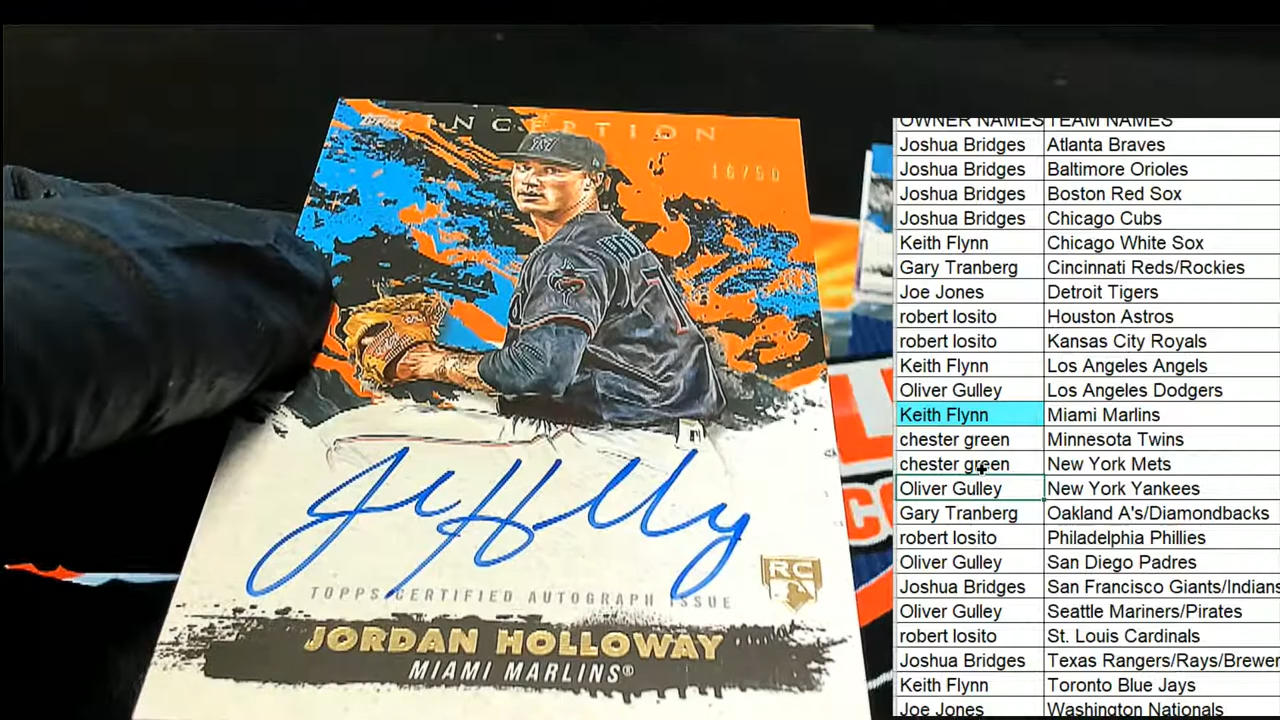 TOPPS INCEPTION
16/50
TOPPS CERTIFIED AUTOGRAPH ISSUE
RC
JORDAN HOLLOWAY
MIAMI MARLINS®
OWNER NAMES TEAM NAMES
Joshua Bridges Atlanta Braves
Joshua Bridges Baltimore Orioles
Joshua Bridges Boston Red Sox
Joshua Bridges Chicago Cubs
Keith Flynn Chicago White Sox
Gary Tranberg Cincinnati Reds/Rockies
Joe Jones Detroit Tigers
robert losito Houston Astros
robert losito Kansas City Royals
Keith Flynn Los Angeles Angels
Oliver Gulley Los Angeles Dodgers
Keith Flynn Miami Marlins
chester green Minnesota Twins
chester green New York Mets
Oliver Gulley New York Yankees
Gary Tranberg Oakland A's/Diamondbacks
robert losito Philadelphia Phillies
Oliver Gulley San Diego Padres
Joshua Bridges San Francisco Giants/Indians
Oliver Gulley Seattle Mariners/Pirates
robert losito St. Louis Cardinals
Joshua Bridges Texas Rangers/Rays/Brewer
Keith Flynn Toronto Blue Jays
Joe Jones Washington Nationals